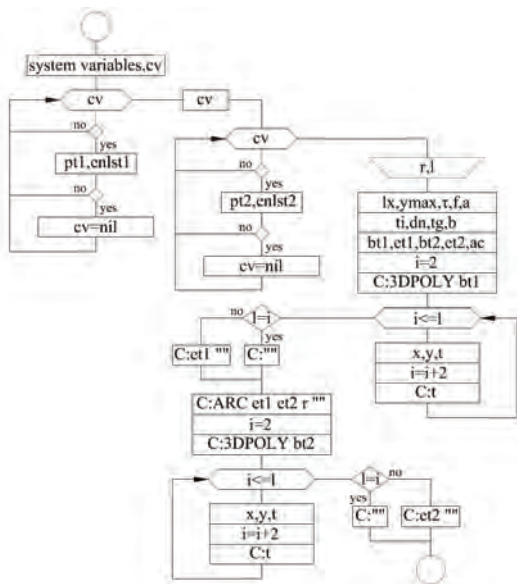 system variables,cv
cv
no
yes
pt1,enlst1
no
yes
cv=nil
cv
cv
no
yes
pt2,enlst2
no
yes
cv=nil
r,l
lx,ymax,τ,f,a
ti,dn,tg,b
bt1,et1,bt2,et2,ac
i=2
C:3DPOLY bt1
i<=l
x,y,t
i=i+2
C:t
l=i
no
yes
C:et1 ""
C:""
C:ARC et1 et2 r ""
i=2
C:3DPOLY bt2
i<=l
x,y,t
i=i+2
C:t
l=i
no
yes
C:""
C:et2 ""